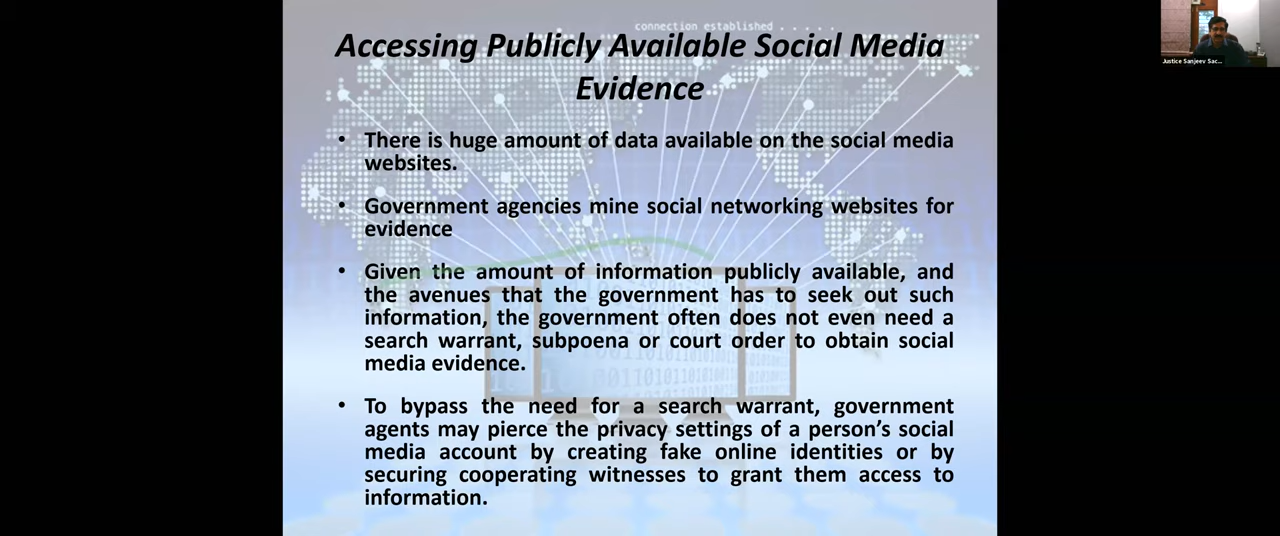 connection established . . . . .
Accessing Publicly Available Social Media
Evidence
• There is huge amount of data available on the social media
websites.
• Government agencies mine social networking websites for
evidence
• Given the amount of information publicly available, and
the avenues that the government has to seek out such
information, the government often does not even need a
search warrant, subpoena or court order to obtain social
media evidence.
• To bypass the need for a search warrant, government
agents may pierce the privacy settings of a person's social
media account by creating fake online identities or by
securing cooperating witnesses to grant them access to
information.
Justice Sanjeev Sac...